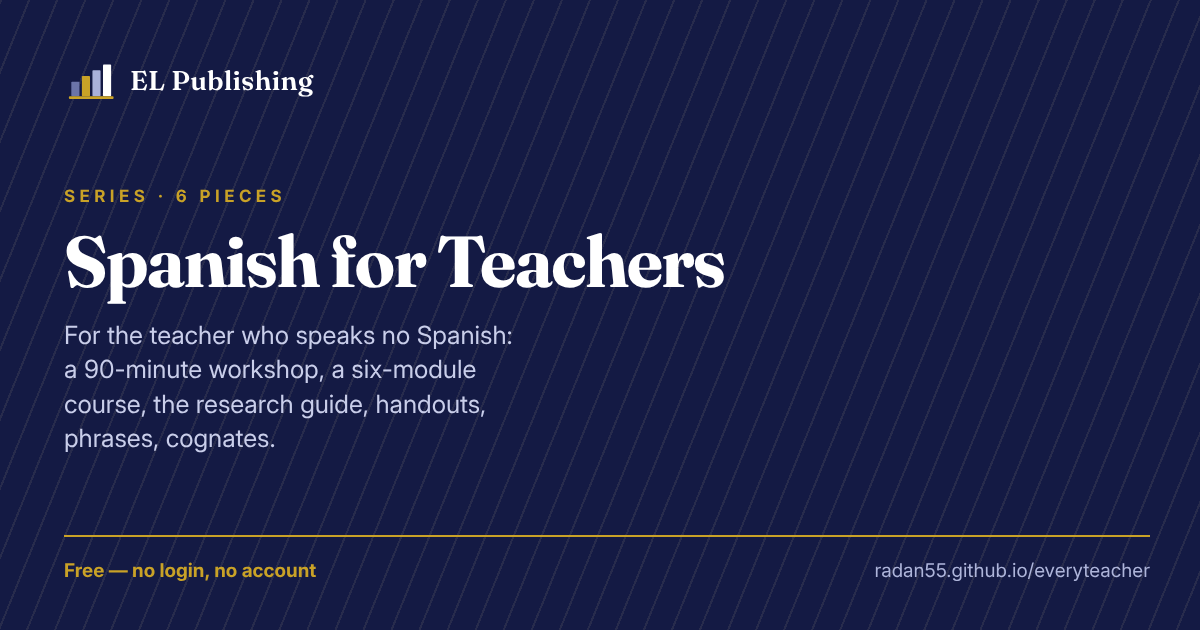 EL Publishing
SERIES · 6 PIECES
Spanish for Teachers
For the teacher who speaks no Spanish:
a 90-minute workshop, a six-module
course, the research guide, handouts,
phrases, cognates.
Free — no login, no account
radan55.github.io/everyteacher